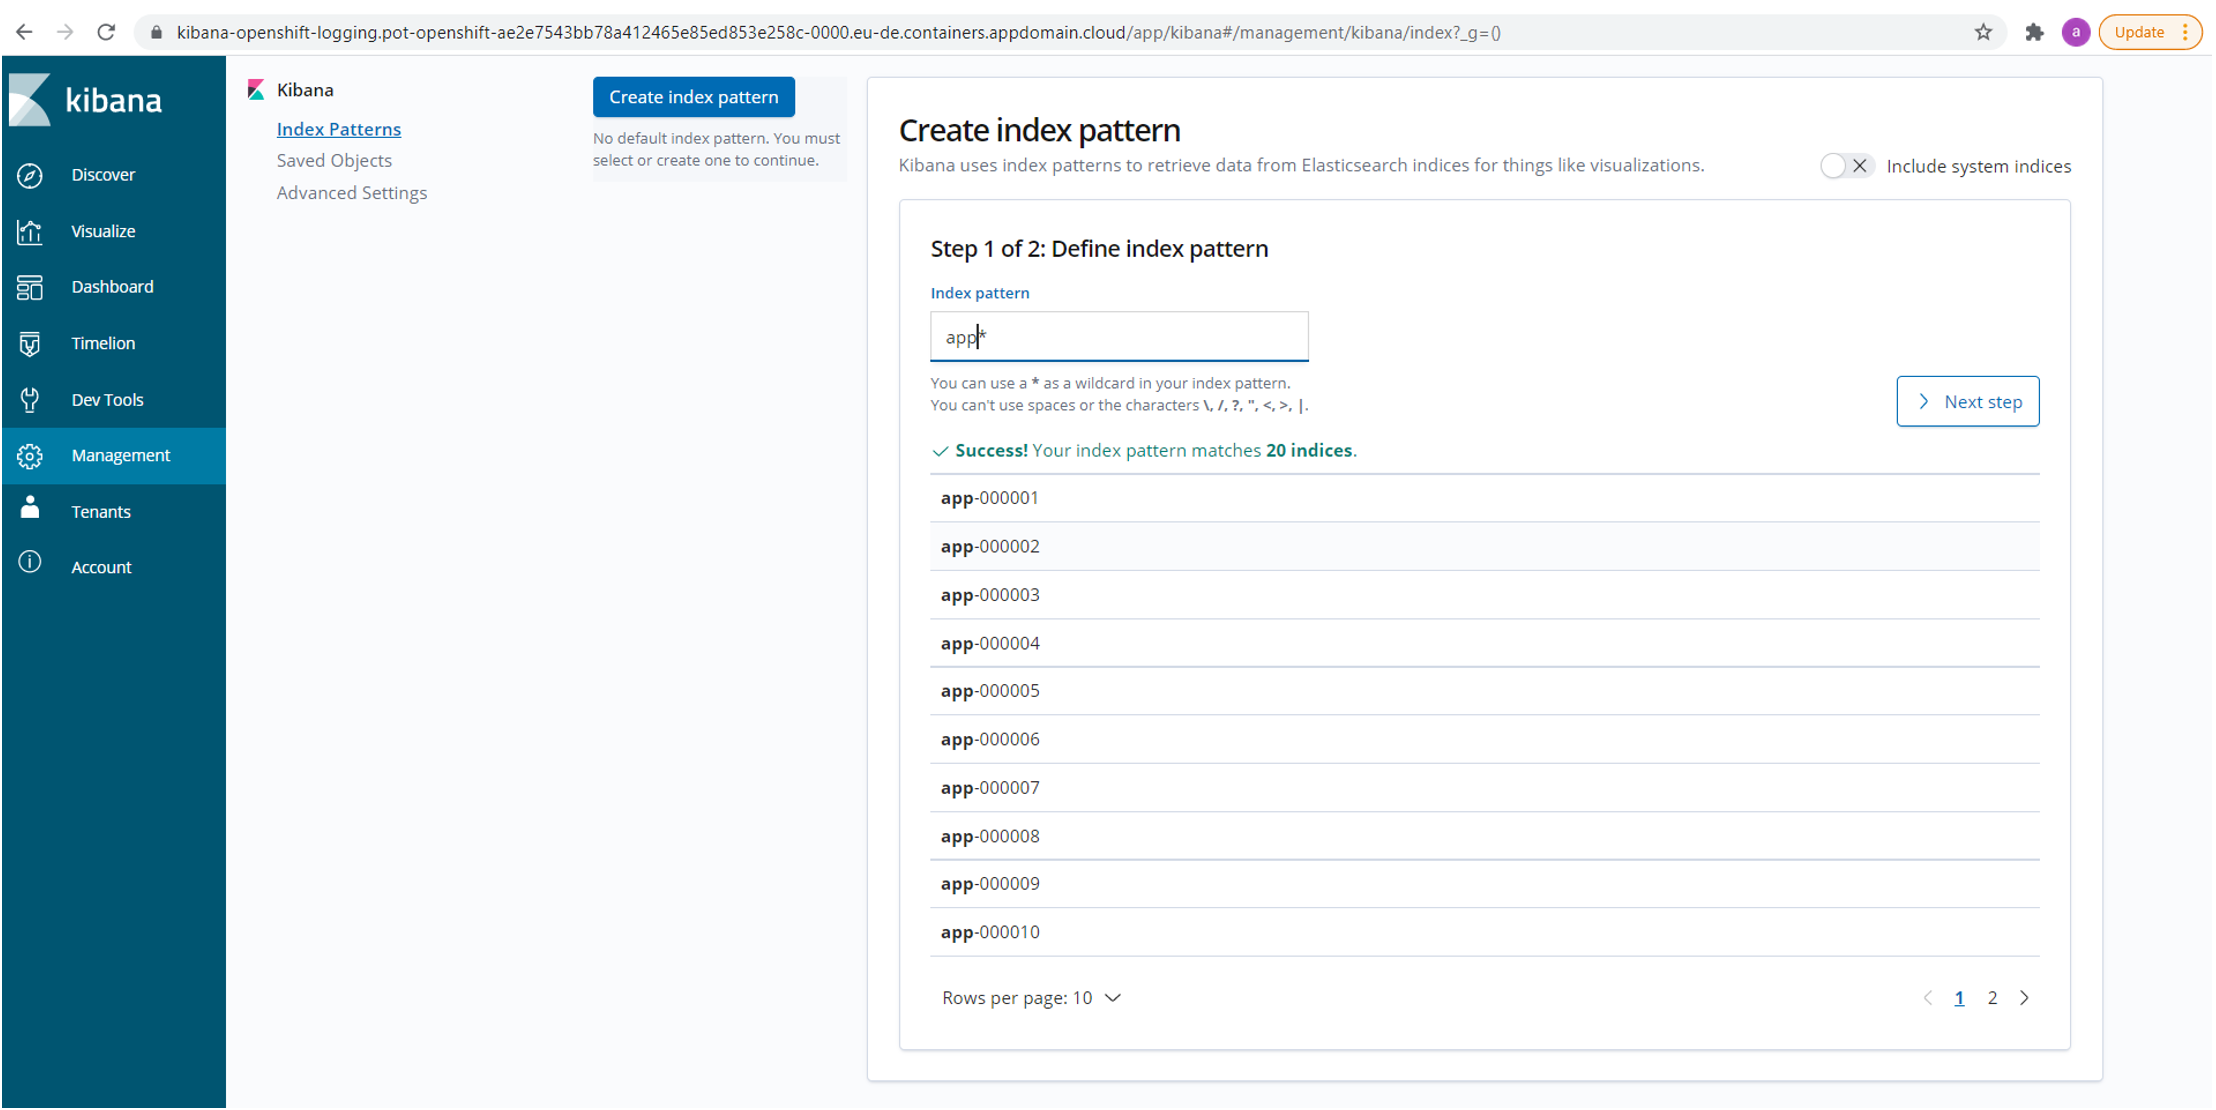 kibana-openshift-logging.pot-openshift-ae2e7543bb78a412465e85ed853e258c-0000.eu-de.containers.appdomain.cloud/app/kibana#/management/kibana/index?_g=()
a
Update
kibana
Discover
Visualize
Dashboard
Timelion
Dev Tools
Management
Tenants
Account
Kibana
Index Patterns
Saved Objects
Advanced Settings
Create index pattern
No default index pattern. You must
select or create one to continue.
Create index pattern
Kibana uses index patterns to retrieve data from Elasticsearch indices for things like visualizations.
Include system indices
Step 1 of 2: Define index pattern
Index pattern
app*
You can use a * as a wildcard in your index pattern.
You can't use spaces or the characters \, /, ?, ", <, >, |.
Next step
Success! Your index pattern matches 20 indices.
app-000001
app-000002
app-000003
app-000004
app-000005
app-000006
app-000007
app-000008
app-000009
app-000010
Rows per page: 10
1 2